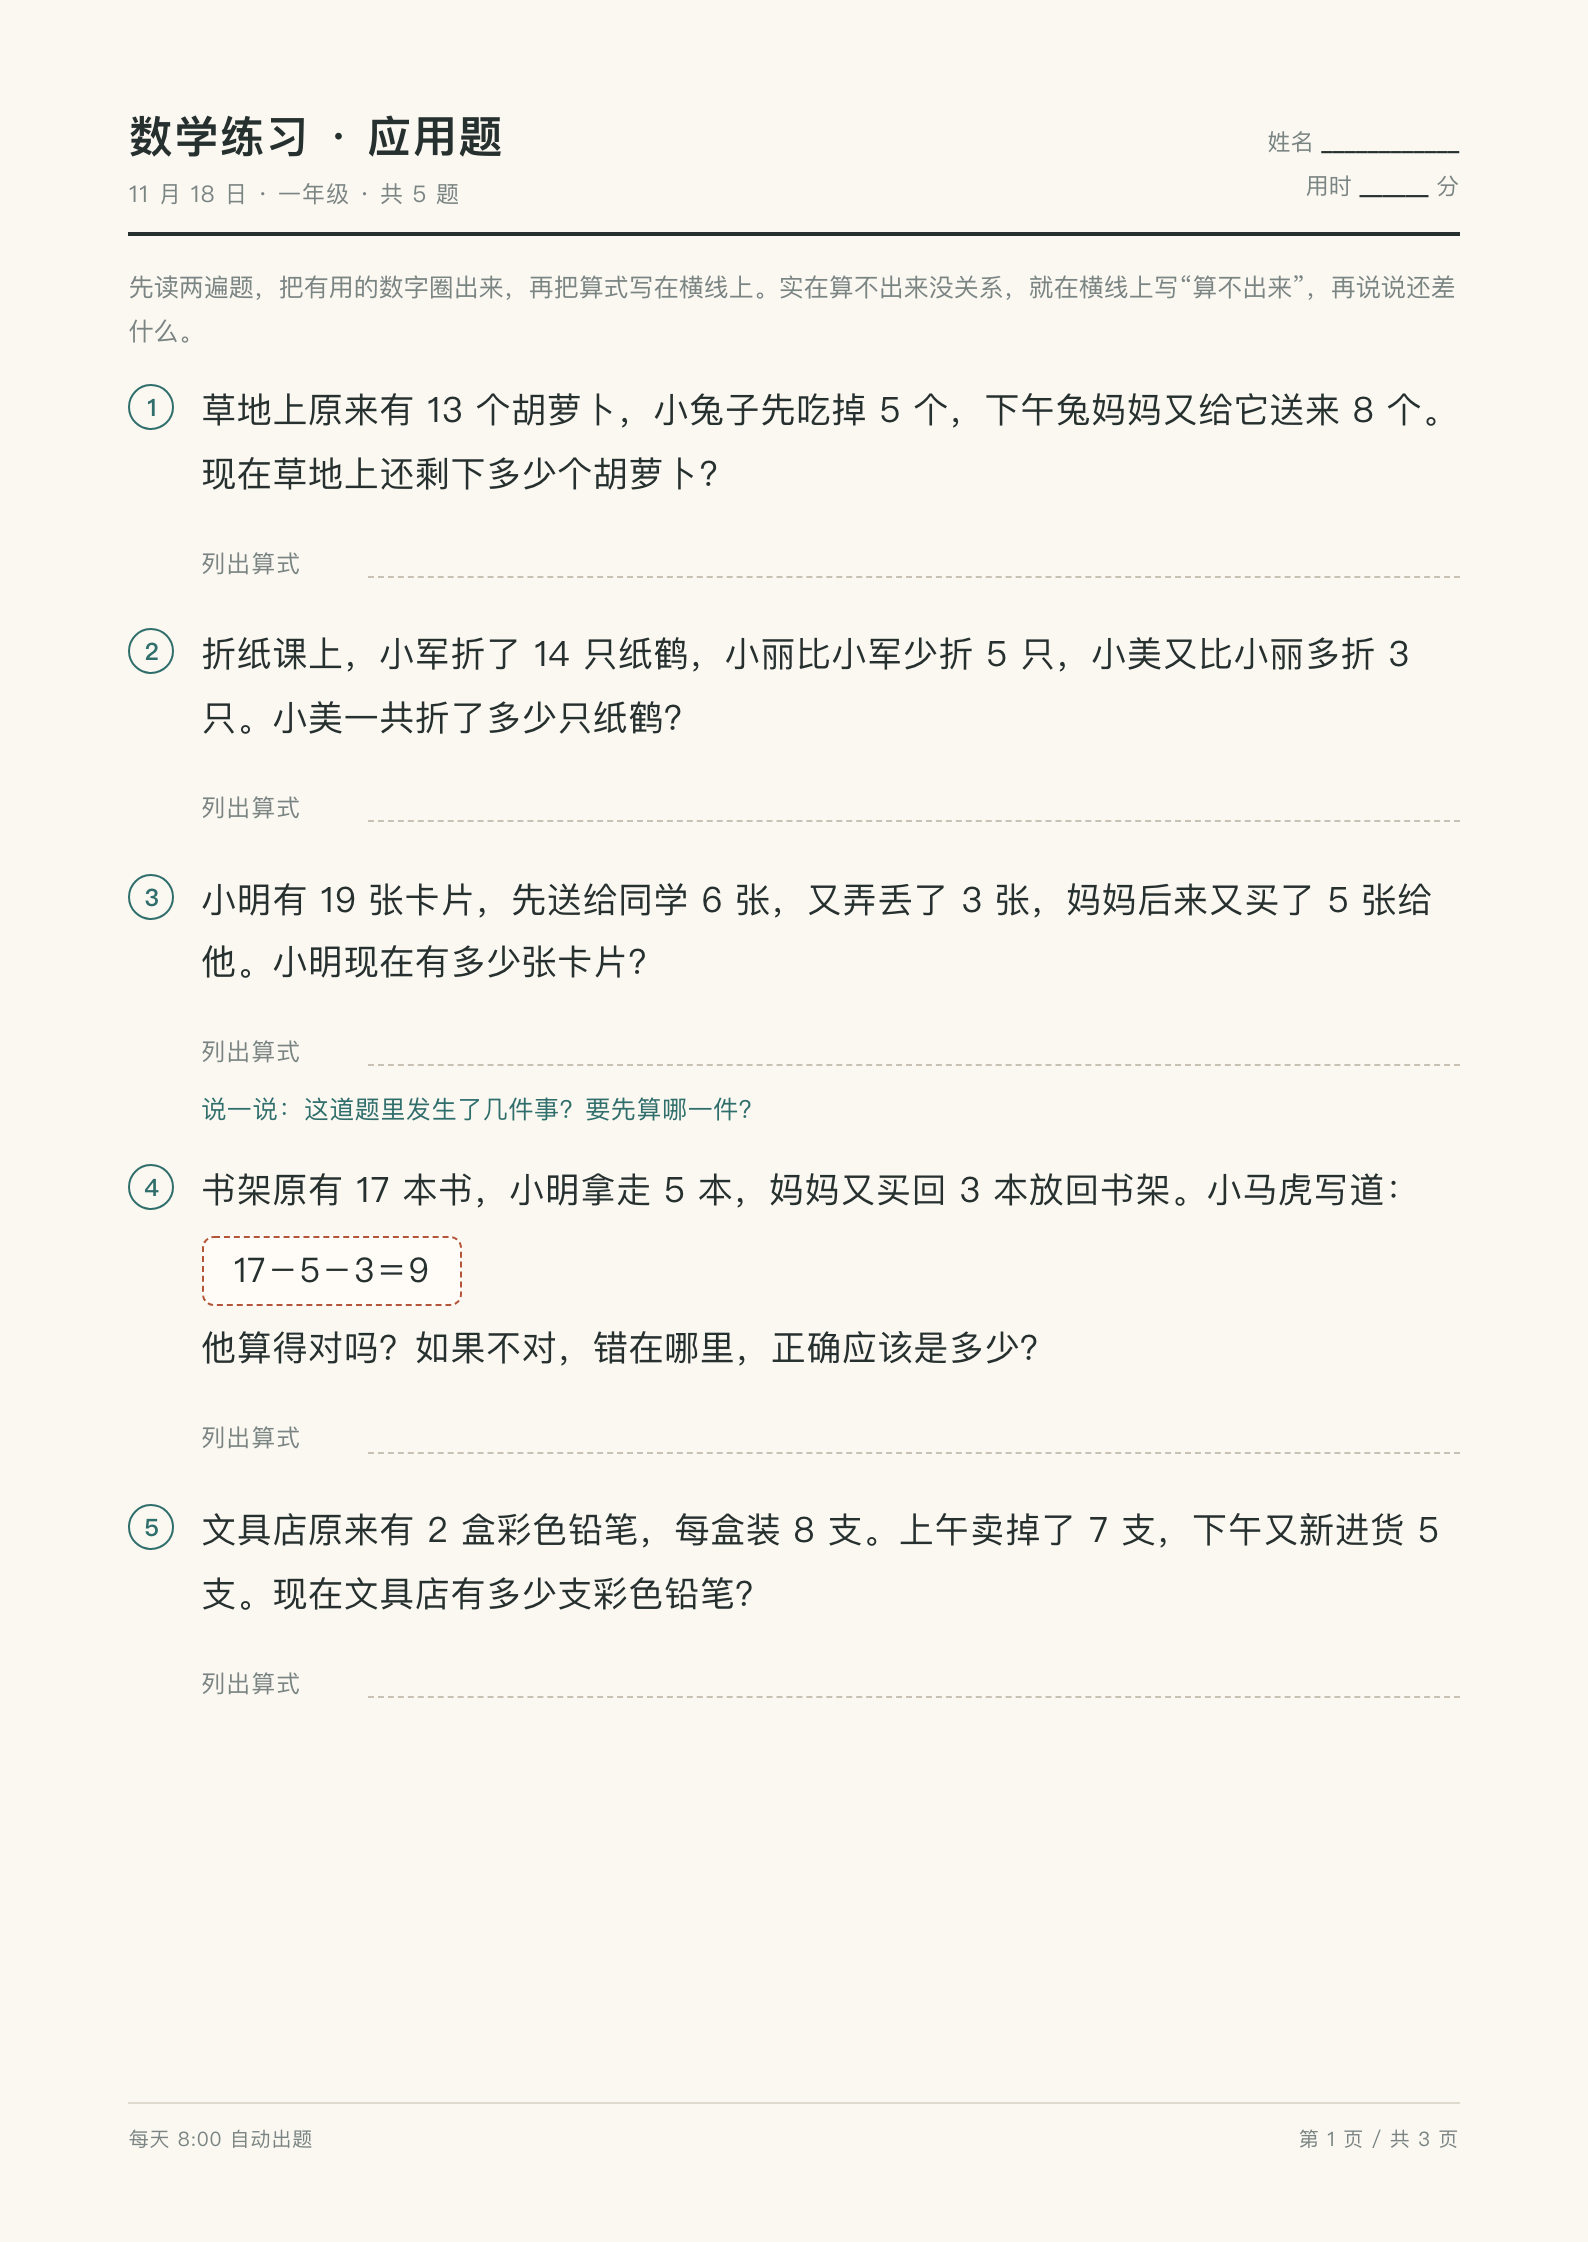 数学练习 · 应用题
姓名 ____________
11 月 18 日 · 一年级 · 共 5 题
用时 ______ 分
先读两遍题，把有用的数字圈出来，再把算式写在横线上。实在算不出来没关系，就在横线上写“算不出来”，再说说还差
什么。
1 草地上原来有 13 个胡萝卜，小兔子先吃掉 5 个，下午兔妈妈又给它送来 8 个。
现在草地上还剩下多少个胡萝卜？
列出算式
2 折纸课上，小军折了 14 只纸鹤，小丽比小军少折 5 只，小美又比小丽多折 3
只。小美一共折了多少只纸鹤？
列出算式
3 小明有 19 张卡片，先送给同学 6 张，又弄丢了 3 张，妈妈后来又买了 5 张给
他。小明现在有多少张卡片？
列出算式
说一说：这道题里发生了几件事？要先算哪一件？
4 书架原有 17 本书，小明拿走 5 本，妈妈又买回 3 本放回书架。小马虎写道：
17－5－3＝9
他算得对吗？如果不对，错在哪里，正确应该是多少？
列出算式
5 文具店原来有 2 盒彩色铅笔，每盒装 8 支。上午卖掉了 7 支，下午又新进货 5
支。现在文具店有多少支彩色铅笔？
列出算式
每天 8:00 自动出题
第 1 页 / 共 3 页